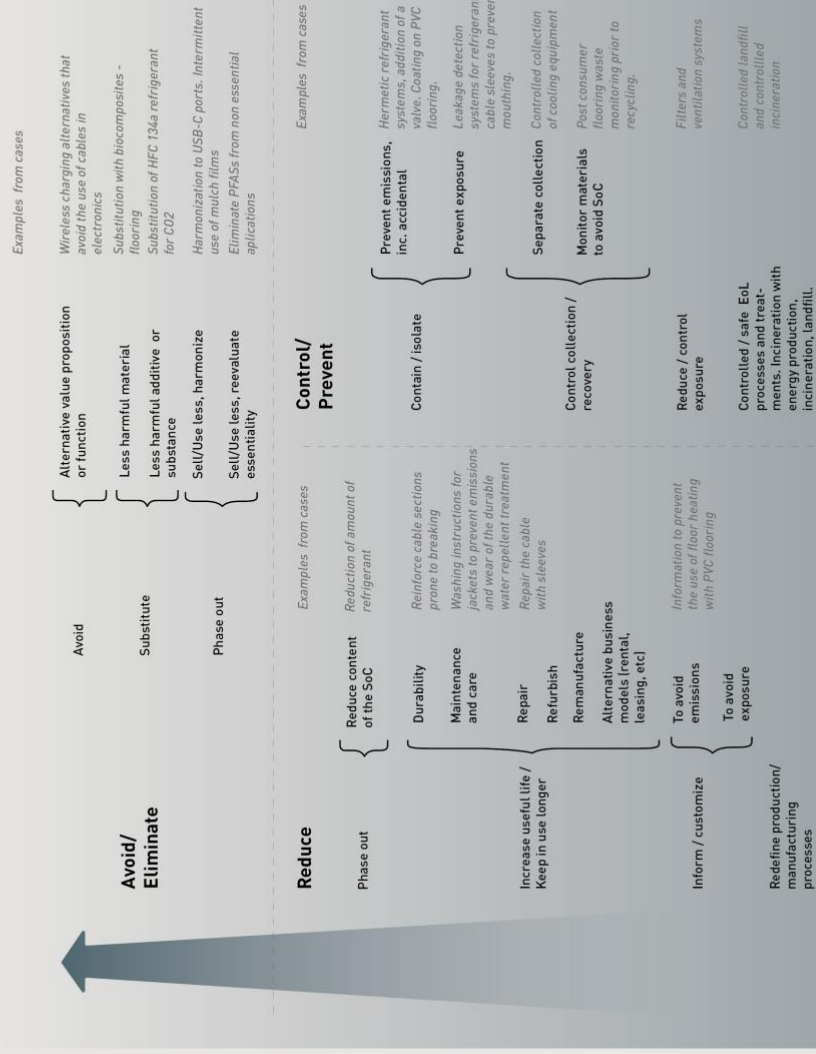 Examples from cases
Avoid/
Eliminate
Avoid
Alternative value proposition
or function
Wireless charging alternatives that
avoid the use of cables in
electronics
Substitute
Less harmful material
Substitution with biocomposites -
flooring
Less harmful additive or
substance
Substitution of HFC 134a refrigerant
for CO2
Phase out
Sell/Use less, harmonize
Harmonization to USB-C ports. Intermittent
use of mulch films
Sell/Use less, reevaluate
essentiality
Eliminate PFASs from non essential
aplications
Reduce
Examples from cases
Phase out
Reduce content
of the SoC
Reduction of amount of
refrigerant
Increase useful life /
Keep in use longer
Durability
Reinforce cable sections
prone to breaking
Maintenance
and care
Washing instructions for
jackets to prevent emissions
and wear of the durable
water repellent treatment
Repair
Repair the cable
with sleeves
Refurbish
Remanufacture
Alternative business
models (rental,
leasing, etc)
Inform / customize
To avoid
emissions
Information to prevent
the use of floor heating
with PVC flooring
To avoid
exposure
Redefine production/
manufacturing
processes
Control/
Prevent
Examples from cases
Contain / isolate
Prevent emissions,
inc. accidental
Hermetic refrigerant
systems, addition of a
valve. Coating on PVC
flooring.
Prevent exposure
Leakage detection
systems for
cable sleeves to
mouthing.
Control collection /
recovery
Separate collection
Controlled collection
of cooling equipment
Monitor materials
to avoid SoC
Post consumer
flooring waste
monitoring prior to
recycling.
Reduce / control
exposure
Filters and
ventilation systems
Controlled / safe EoL
processes and treat-
ments. Incineration with
energy production,
incineration, landfill.
Controlled landfill
and controllled
incineration